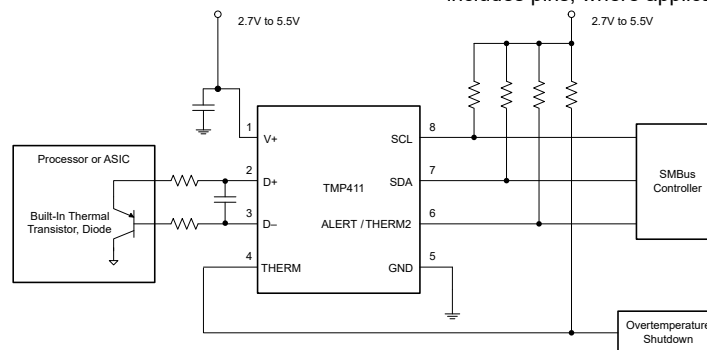 includes pins, where applica
2.7V to 5.5V
2.7V to 5.5V
1
V+
SCL
8
Processor or ASIC
2
D+
TMP411
SDA
7
SMBus
Controller
Built-In Thermal
Transistor, Diode
3
D–
ALERT / THERM2
6
4
THERM
GND
5
Overtemperature
Shutdown